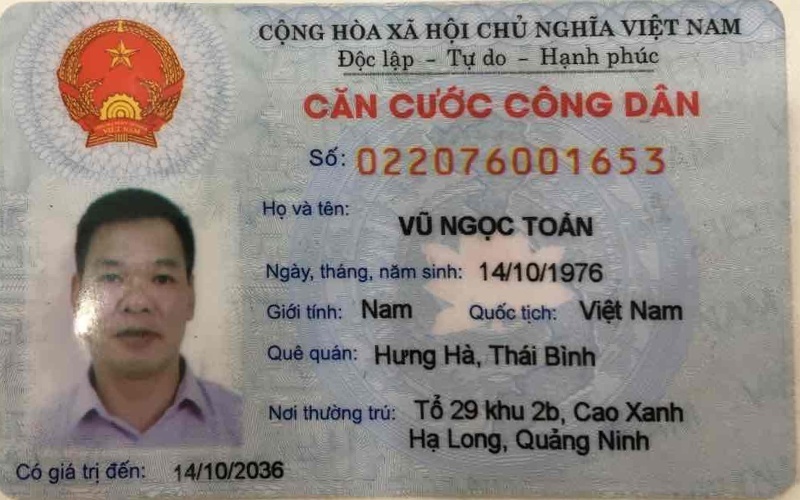 CỘNG HÒA XÃ HỘI CHỦ NGHĨA VIỆT NAM
Độc lập - Tự do - Hạnh phúc
CĂN CƯỚC CÔNG DÂN
Số: 022076001653
Họ và tên:
VŨ NGỌC TOẢN
Ngày, tháng, năm sinh: 14/10/1976
Giới tính: Nam Quốc tịch: Việt Nam
Quê quán: Hưng Hà, Thái Bình
Nơi thường trú: Tổ 29 khu 2b, Cao Xanh
Hạ Long, Quảng Ninh
Có giá trị đến: 14/10/2036